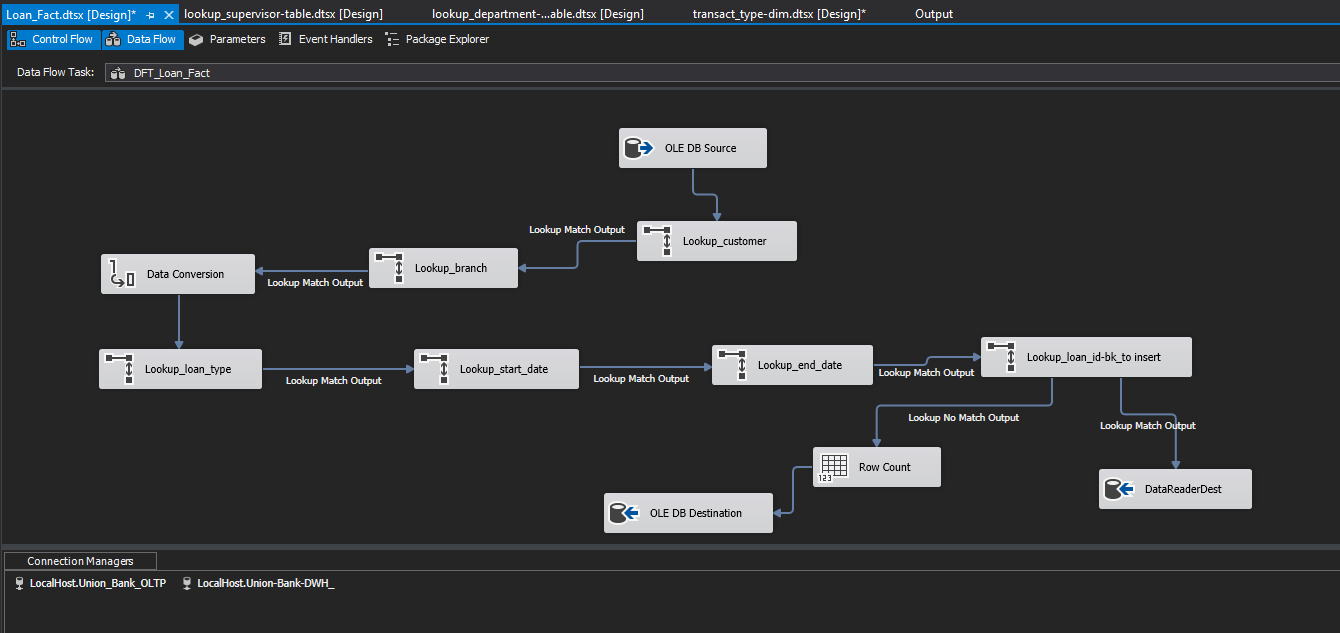 Loan_Fact.dtsx [Design]*
lookup_supervisor-table.dtsx [Design]
lookup_department-...able.dtsx [Design]
transact_type-dim.dtsx [Design]*
Output
Control Flow
Data Flow
Parameters
Event Handlers
Package Explorer
Data Flow Task:
DFT_Loan_Fact
OLE DB Source
Lookup Match Output
Lookup_customer
Lookup_branch
Data Conversion
Lookup Match Output
Lookup_loan_type
Lookup Match Output
Lookup_start_date
Lookup Match Output
Lookup_end_date
Lookup Match Output
Lookup_loan_id-bk_to insert
Lookup No Match Output
Lookup Match Output
Row Count
123
DataReaderDest
OLE DB Destination
Connection Managers
LocalHost.Union_Bank_OLTP
LocalHost.Union-Bank-DWH_